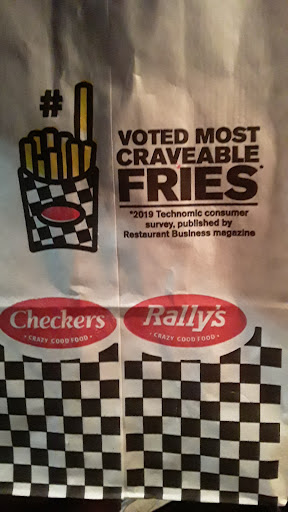 #
VOTED MOST
CRAVEABLE
FRIES*
*2019 Technomic consumer
survey, published by
Restaurant Business magazine
Checkers
• CRAZY GOOD FOOD •
Rally's
• CRAZY GOOD FOOD •